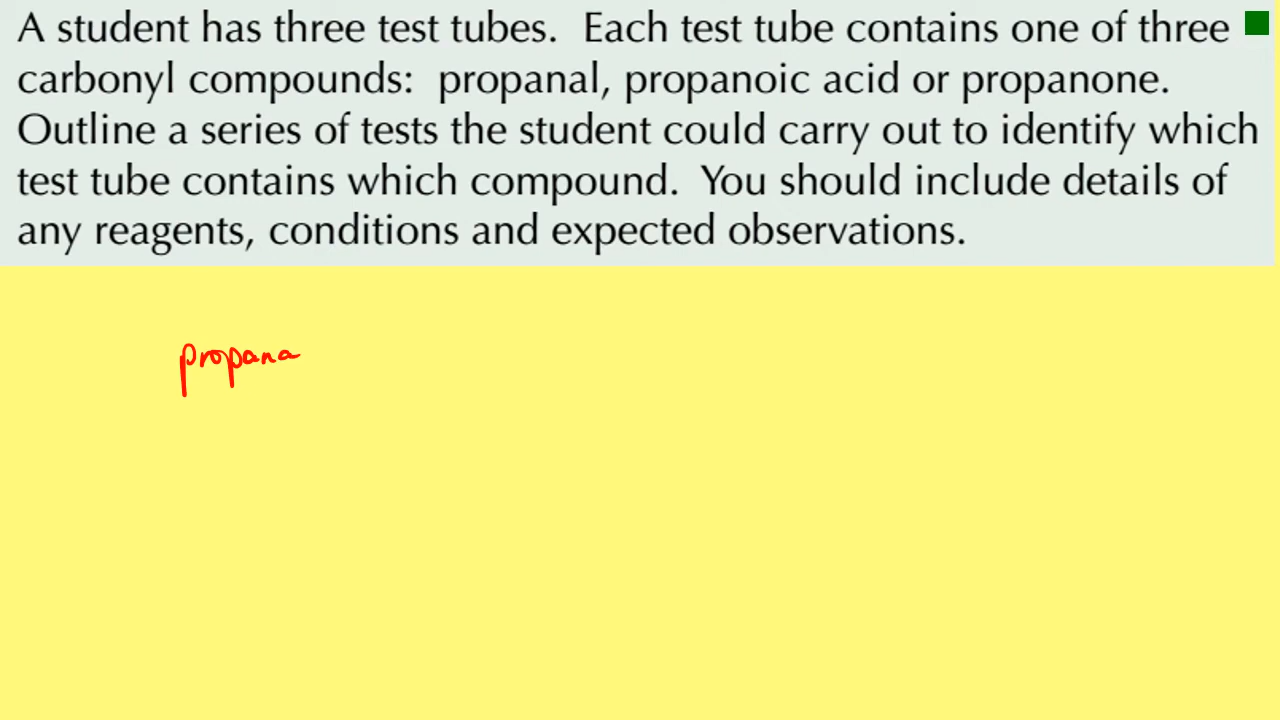 A student has three test tubes. Each test tube contains one of three
carbonyl compounds: propanal, propanoic acid or propanone.
Outline a series of tests the student could carry out to identify which
test tube contains which compound. You should include details of
any reagents, conditions and expected observations.
propana